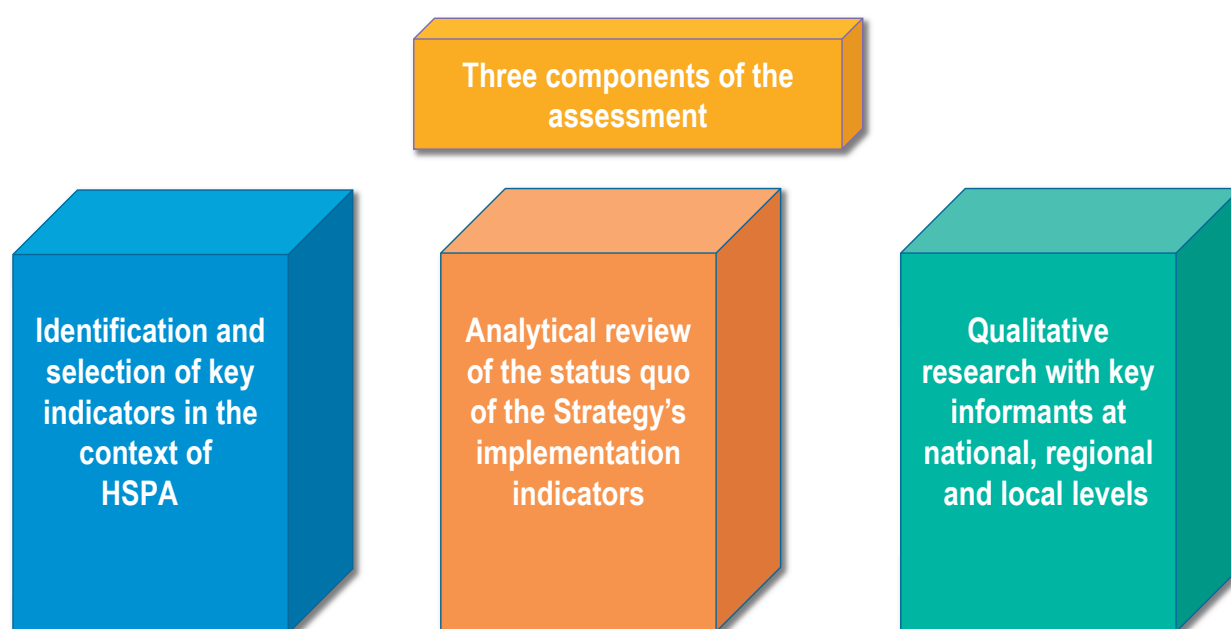 Three components of the
assessment
Identification and
selection of key
indicators in the
context of
HSPA
Analytical review
of the status quo
of the Strategy’s
implementation
indicators
Qualitative
research with key
informants at
national, regional
and local levels